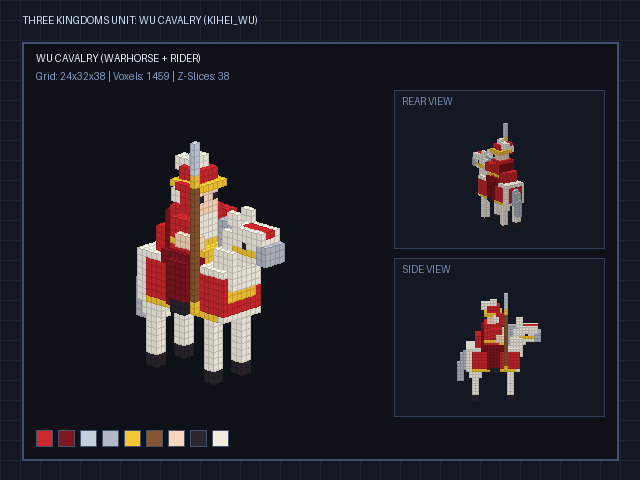 THREE KINGDOMS UNIT: WU CAVALRY (KIHEI_WU)
WU CAVALRY (WARHORSE + RIDER)
Grid: 24x32x38 | Voxels: 1459 | Z-Slices: 38
REAR VIEW
SIDE VIEW